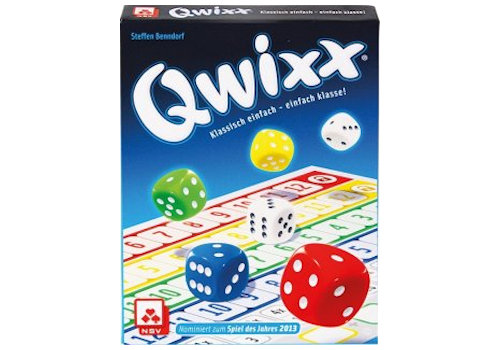 Steffen Benndorf
Qwixx®
Klassisch einfach – einfach klasse!
NSV
Nominiert zum Spiel des Jahres 2013